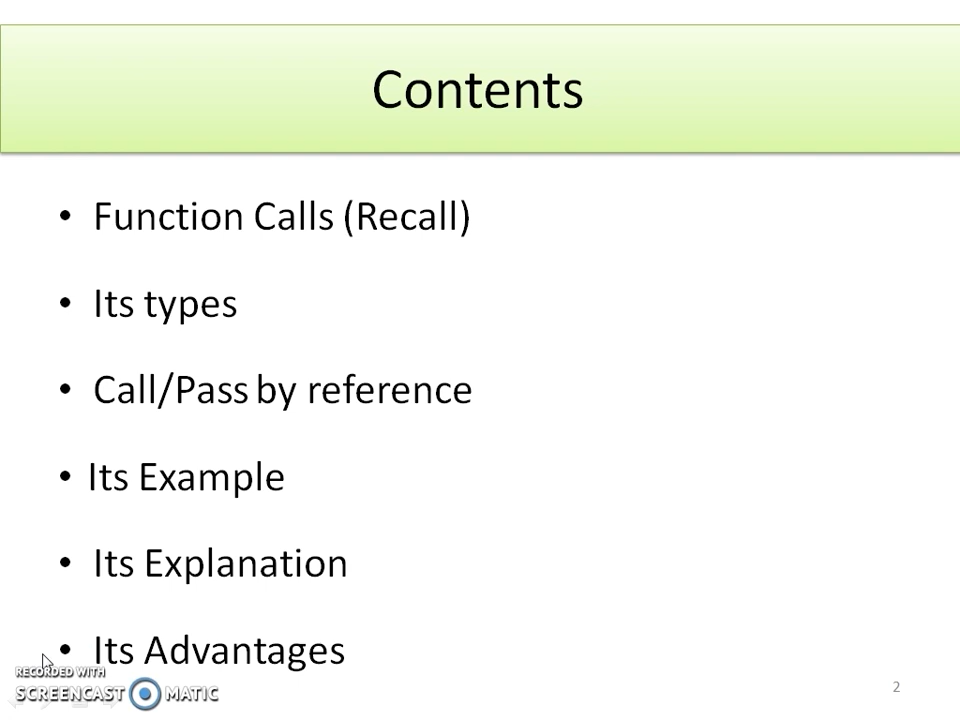 Contents
• Function Calls (Recall)
• Its types
• Call/Pass by reference
• Its Example
• Its Explanation
• Its Advantages
RECORDED WITH
SCREENCAST MATIC
2